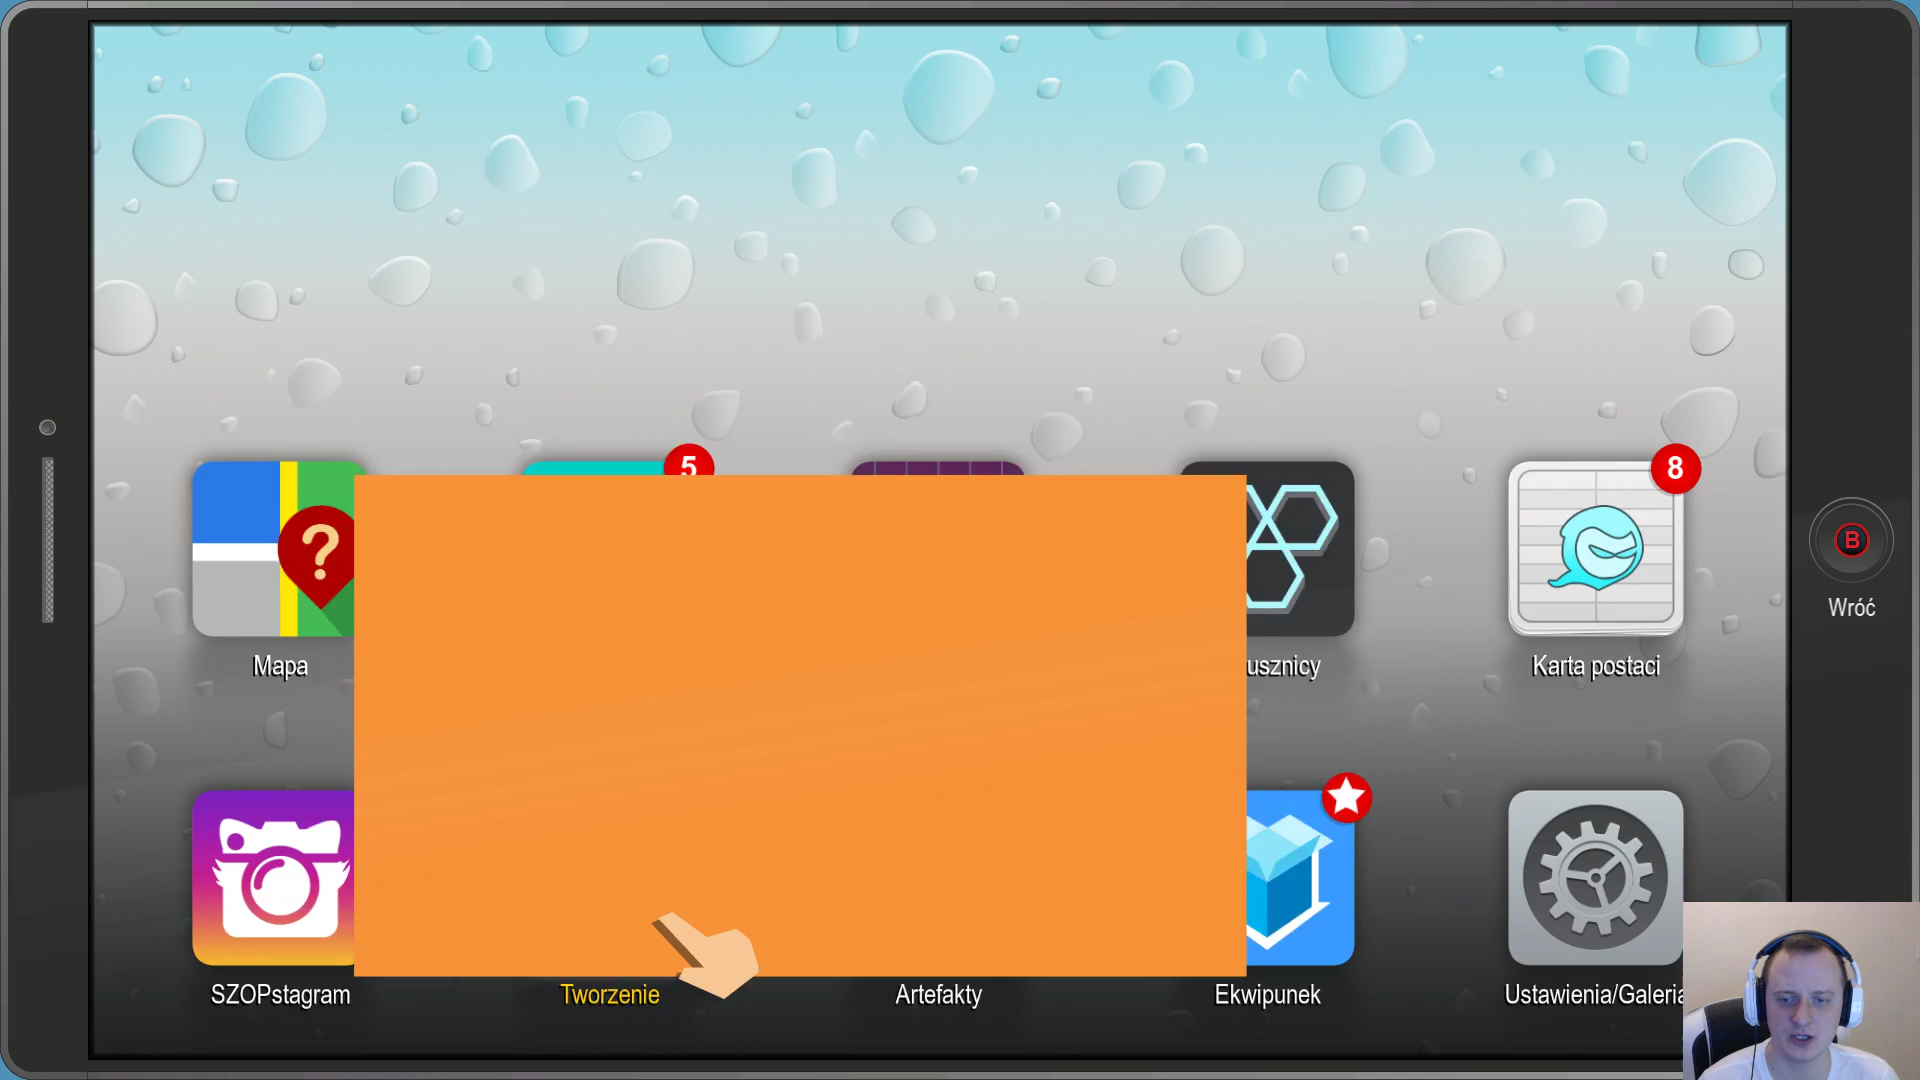 5
8
?
B
Wróć
Mapa
usznicy
Karta postaci
SZOPstagram
Tworzenie
Artefakty
Ekwipunek
Ustawienia/Galeria